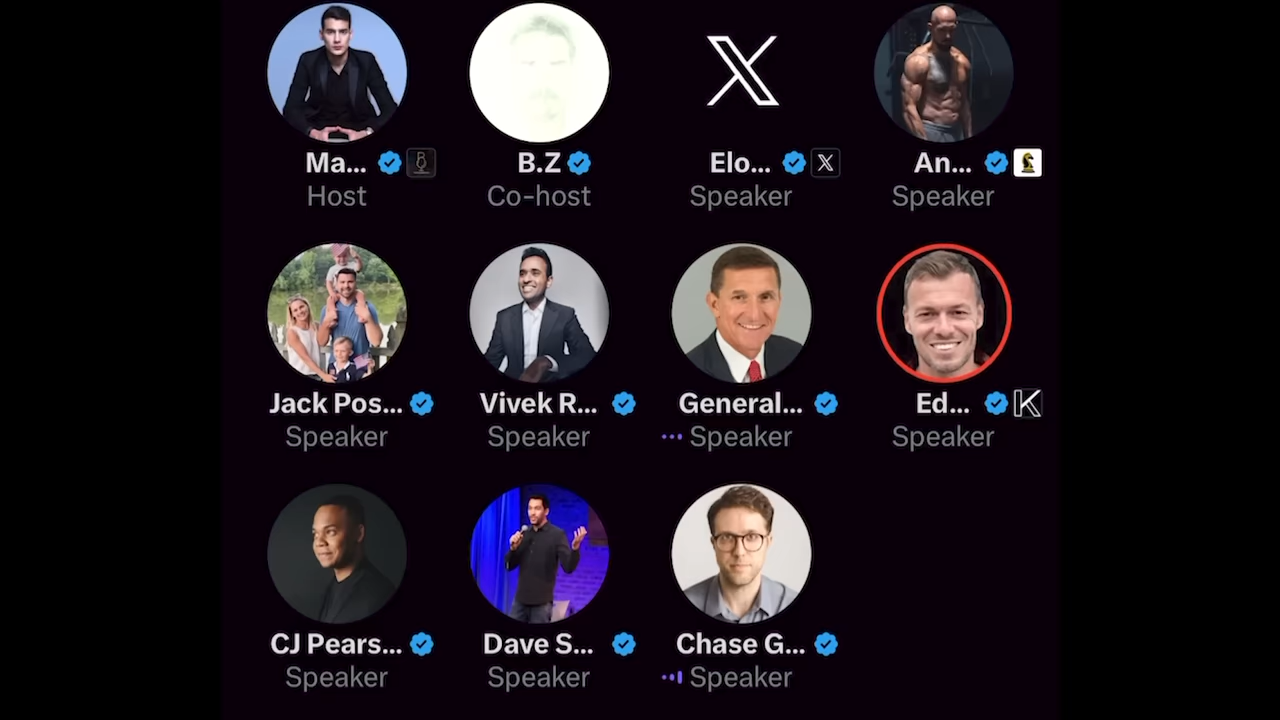 Ma...
Host
B.Z
Co-host
Elo...
Speaker
An...
Speaker
Jack Pos...
Speaker
Vivek R...
Speaker
General...
Speaker
Ed...
Speaker
CJ Pears...
Speaker
Dave S...
Speaker
Chase G...
Speaker